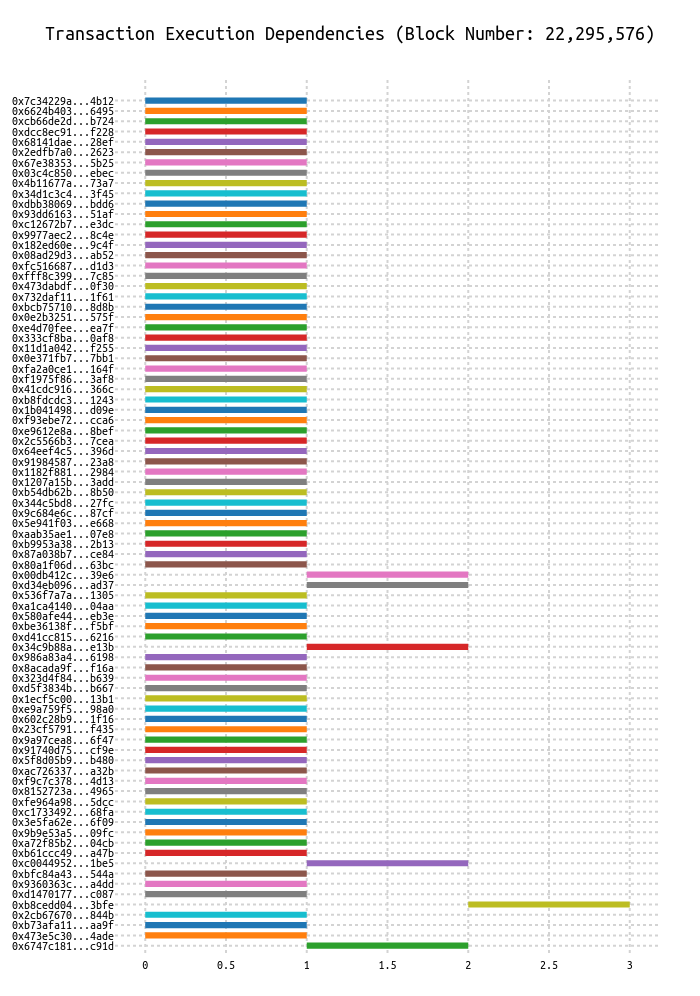 Transaction Execution Dependencies (Block Number: 22,295,576)
0x7c34229a...4b12
0x6624b403...6495
0xcb66de2d...b724
0xdcc8ec91...f228
0x68141dae...28ef
0x2edfb7a0...2623
0x67e38353...5b25
0x03c4c850...ebec
0x4b11677a...73a7
0x34d1c3c4...3f45
0xdbb38069...bdd6
0x93dd6163...51af
0xc12672b7...e3dc
0x9977aec2...8c4e
0x182ed60e...9c4f
0x08ad29d3...ab52
0xfc516687...d1d3
0xfff8c399...7c85
0x473dabdf...0f30
0x732daf11...1f61
0xbcb75710...8d8b
0x0e2b3251...575f
0xe4d70fee...ea7f
0x333cf8ba...0af8
0x11d1a042...f255
0x0e371fb7...7bb1
0xfa2a0ce1...164f
0xf1975f86...3af8
0x41cdc916...366c
0xb8fdcdc3...1243
0x1b041498...d09e
0xf93ebe72...cca6
0xe9612e8a...8bef
0x2c5566b3...7cea
0x64eef4c5...396d
0x91984587...23a8
0x1182f881...2984
0x1207a15b...3add
0xb54db62b...8b50
0x344c5bd8...27fc
0x9c684e6c...87cf
0x5e941f03...e668
0xaab35ae1...07e8
0xb9953a38...2b13
0x87a038b7...ce84
0x80a1f06d...63bc
0x00db412c...39e6
0xd34eb096...ad37
0x536f7a7a...1305
0xa1ca4140...04aa
0x580afe44...eb3e
0xbe36138f...f5bf
0xd41cc815...6216
0x34c9b88a...e13b
0x986a83a4...6198
0x8acada9f...f16a
0x323d4f84...b639
0xd5f3834b...b667
0x1ecf5c00...13b1
0xe9a759f5...98a0
0x602c28b9...1f16
0x23cf5791...f435
0x9a97cea8...6f47
0x91740d75...cf9e
0x5f8d05b9...b480
0xac726337...a32b
0xf9c7c378...4d13
0x8152723a...4965
0xfe964a98...5dcc
0xc1733492...68fa
0x3e5fa62e...6f09
0x9b9e53a5...09fc
0xa72f85b2...04cb
0xb61ccc49...a47b
0xc0044952...1be5
0xbfc84a43...544a
0x9360363c...a4dd
0xd1470177...c087
0xb8cedd04...3bfe
0x2cb67670...844b
0xb73afa11...aa9f
0x473e5c30...4ade
0x6747c181...c91d
0 0.5 1 1.5 2 2.5 3